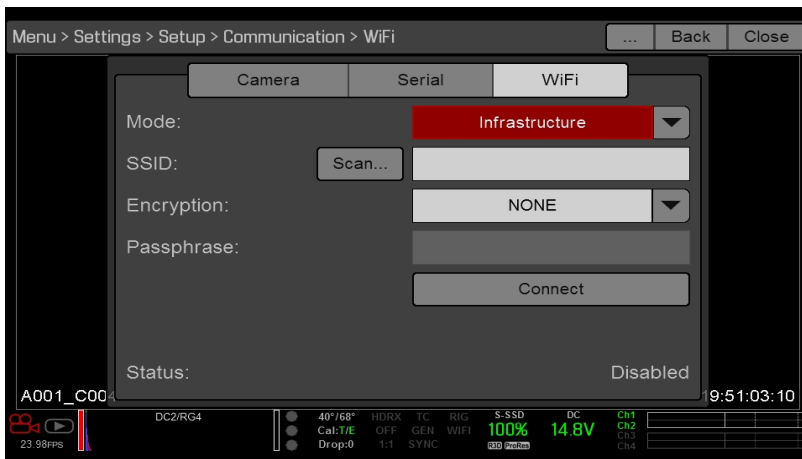 Menu > Settings > Setup > Communication > WiFi ... Back Close
Camera Serial WiFi
Mode: Infrastructure
SSID: Scan...
Encryption: NONE
Passphrase:
Connect
Status: Disabled
A001_C004 19:51:03:10
DC2/RG4 40°/68° HDRX TC RIG S-SSD DC Ch1
Cal:T/E OFF GEN WIFI 100% 14.8V Ch2
23.98FPS Drop:0 1:1 SYNC R3D ProRes Ch3
Ch4